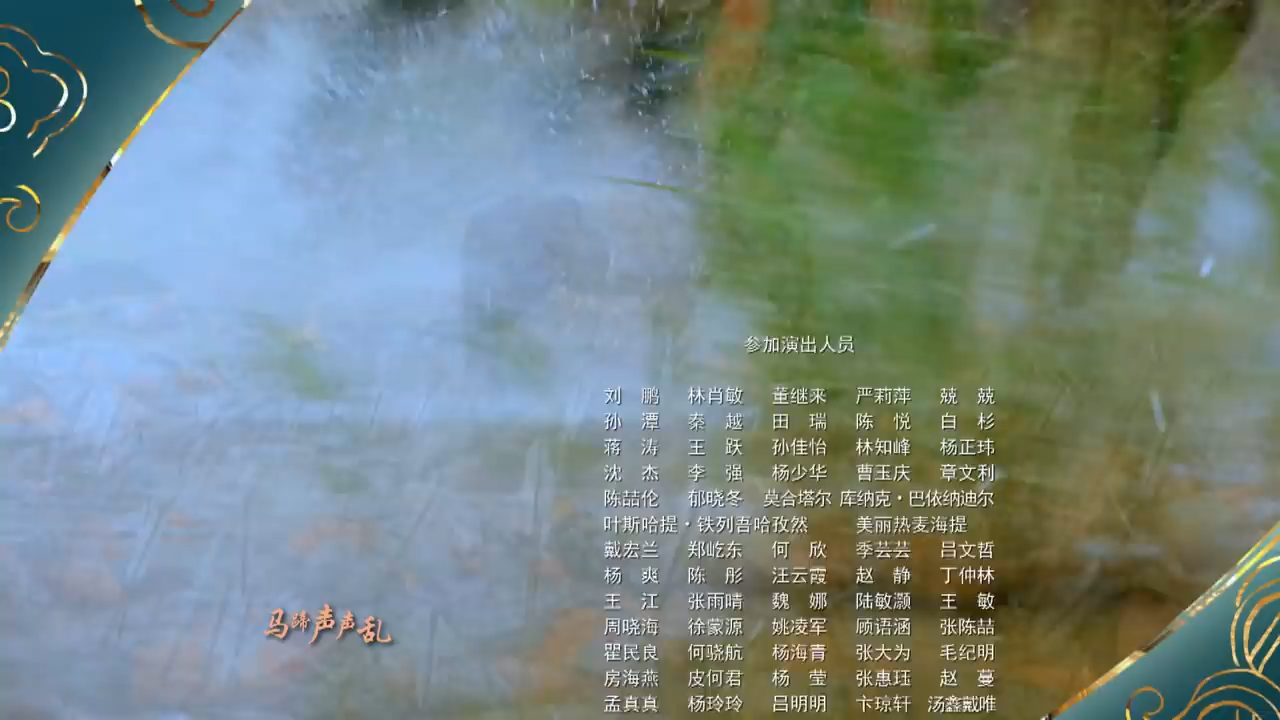 参加演出人员
刘 鹏 林肖敏 董继来 严莉萍 兢 兢
孙 潭 秦 越 田 瑞 陈 悦 白 杉
蒋 涛 王 跃 孙佳怡 林知峰 杨正玮
沈 杰 李 强 杨少华 曹玉庆 章文利
陈喆伦 郁晓冬 莫合塔尔 库纳克·巴依纳迪尔
叶斯哈提·铁列吾哈孜然 美丽热麦海提
戴宏兰 郑屹东 何 欣 季芸芸 吕文哲
杨 爽 陈 彤 汪云霞 赵 静 丁仲林
王 江 张雨晴 魏 娜 陆敏灏 王 敏
马蹄声声乱
周晓海 徐蒙源 姚凌军 顾语涵 张陈喆
瞿民良 何骁航 杨海青 张大为 毛纪明
房海燕 皮何君 杨 莹 张惠珏 赵 蔓
孟真真 杨玲玲 吕明明 卞琼轩 汤鑫戴唯